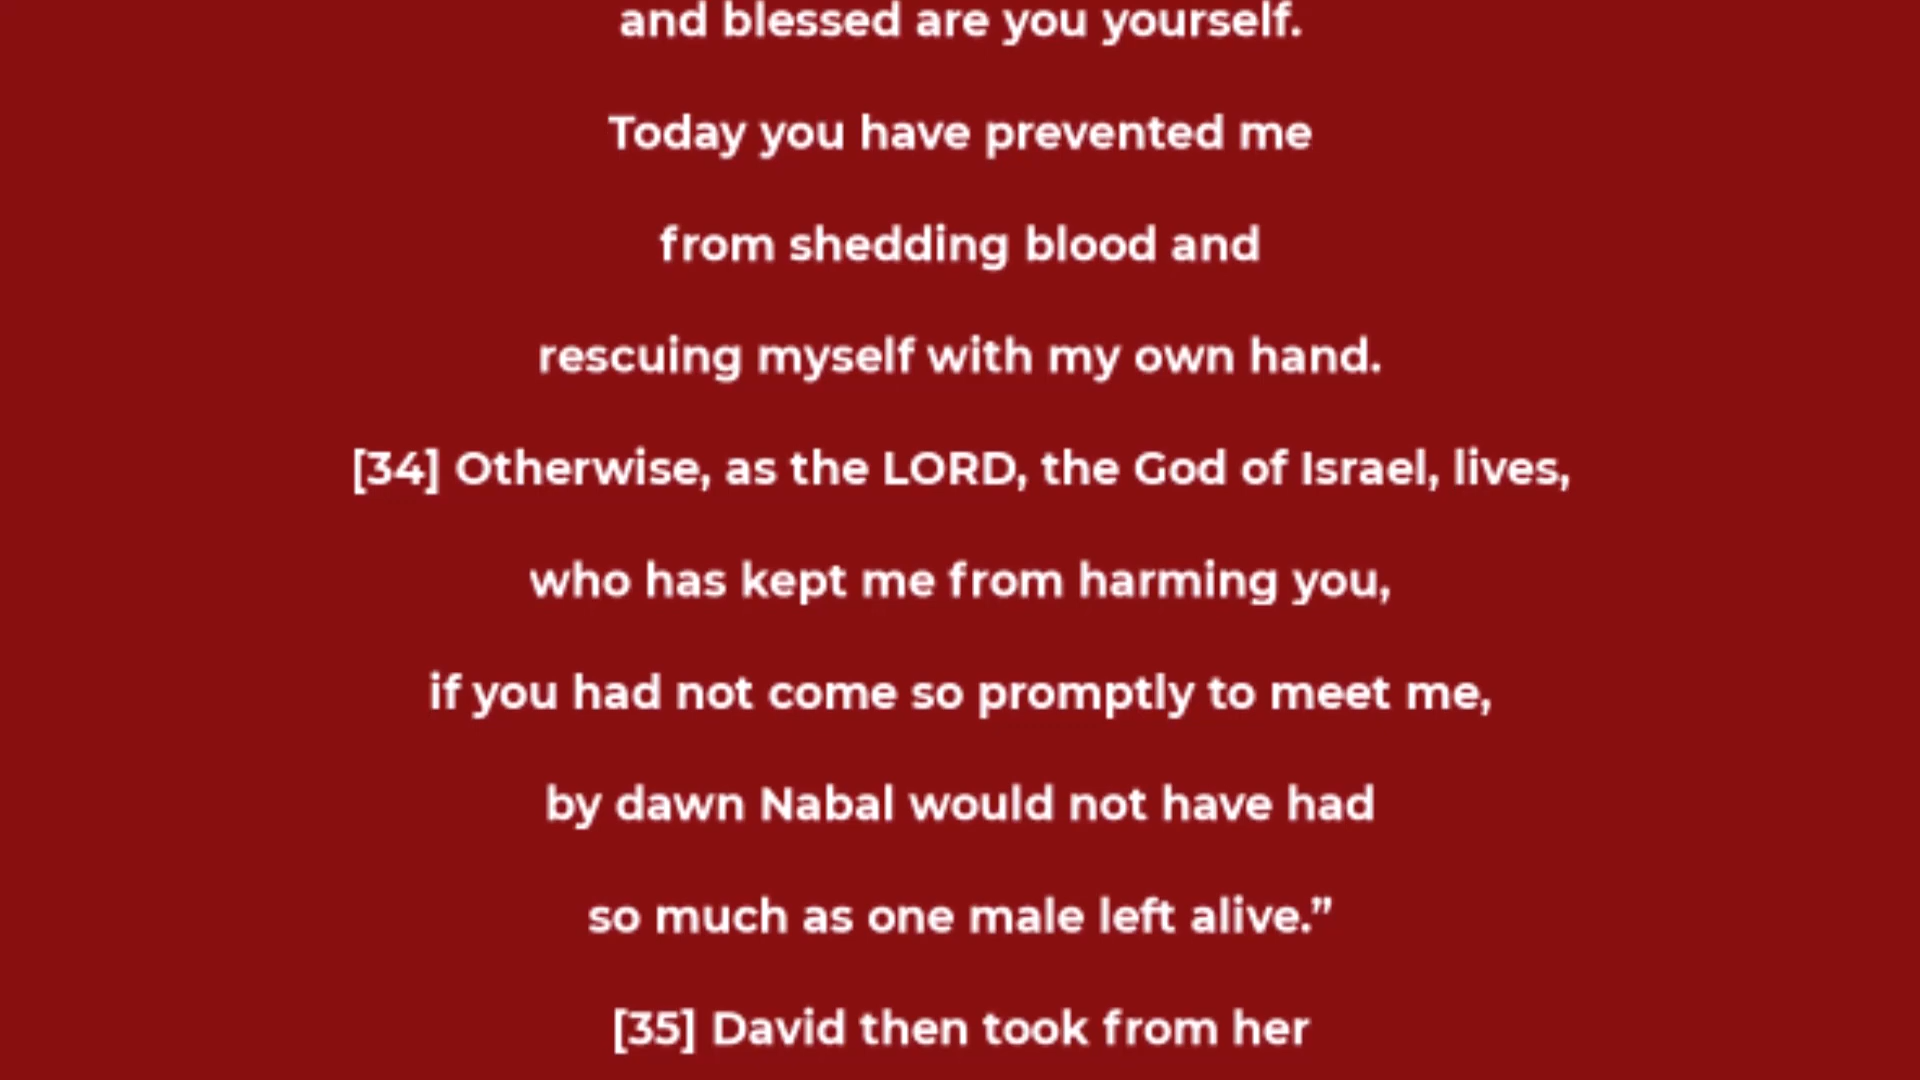 and blessed are you yourself.
Today you have prevented me
from shedding blood and
rescuing myself with my own hand.
[34] Otherwise, as the LORD, the God of Israel, lives,
who has kept me from harming you,
if you had not come so promptly to meet me,
by dawn Nabal would not have had
so much as one male left alive.”
[35] David then took from her